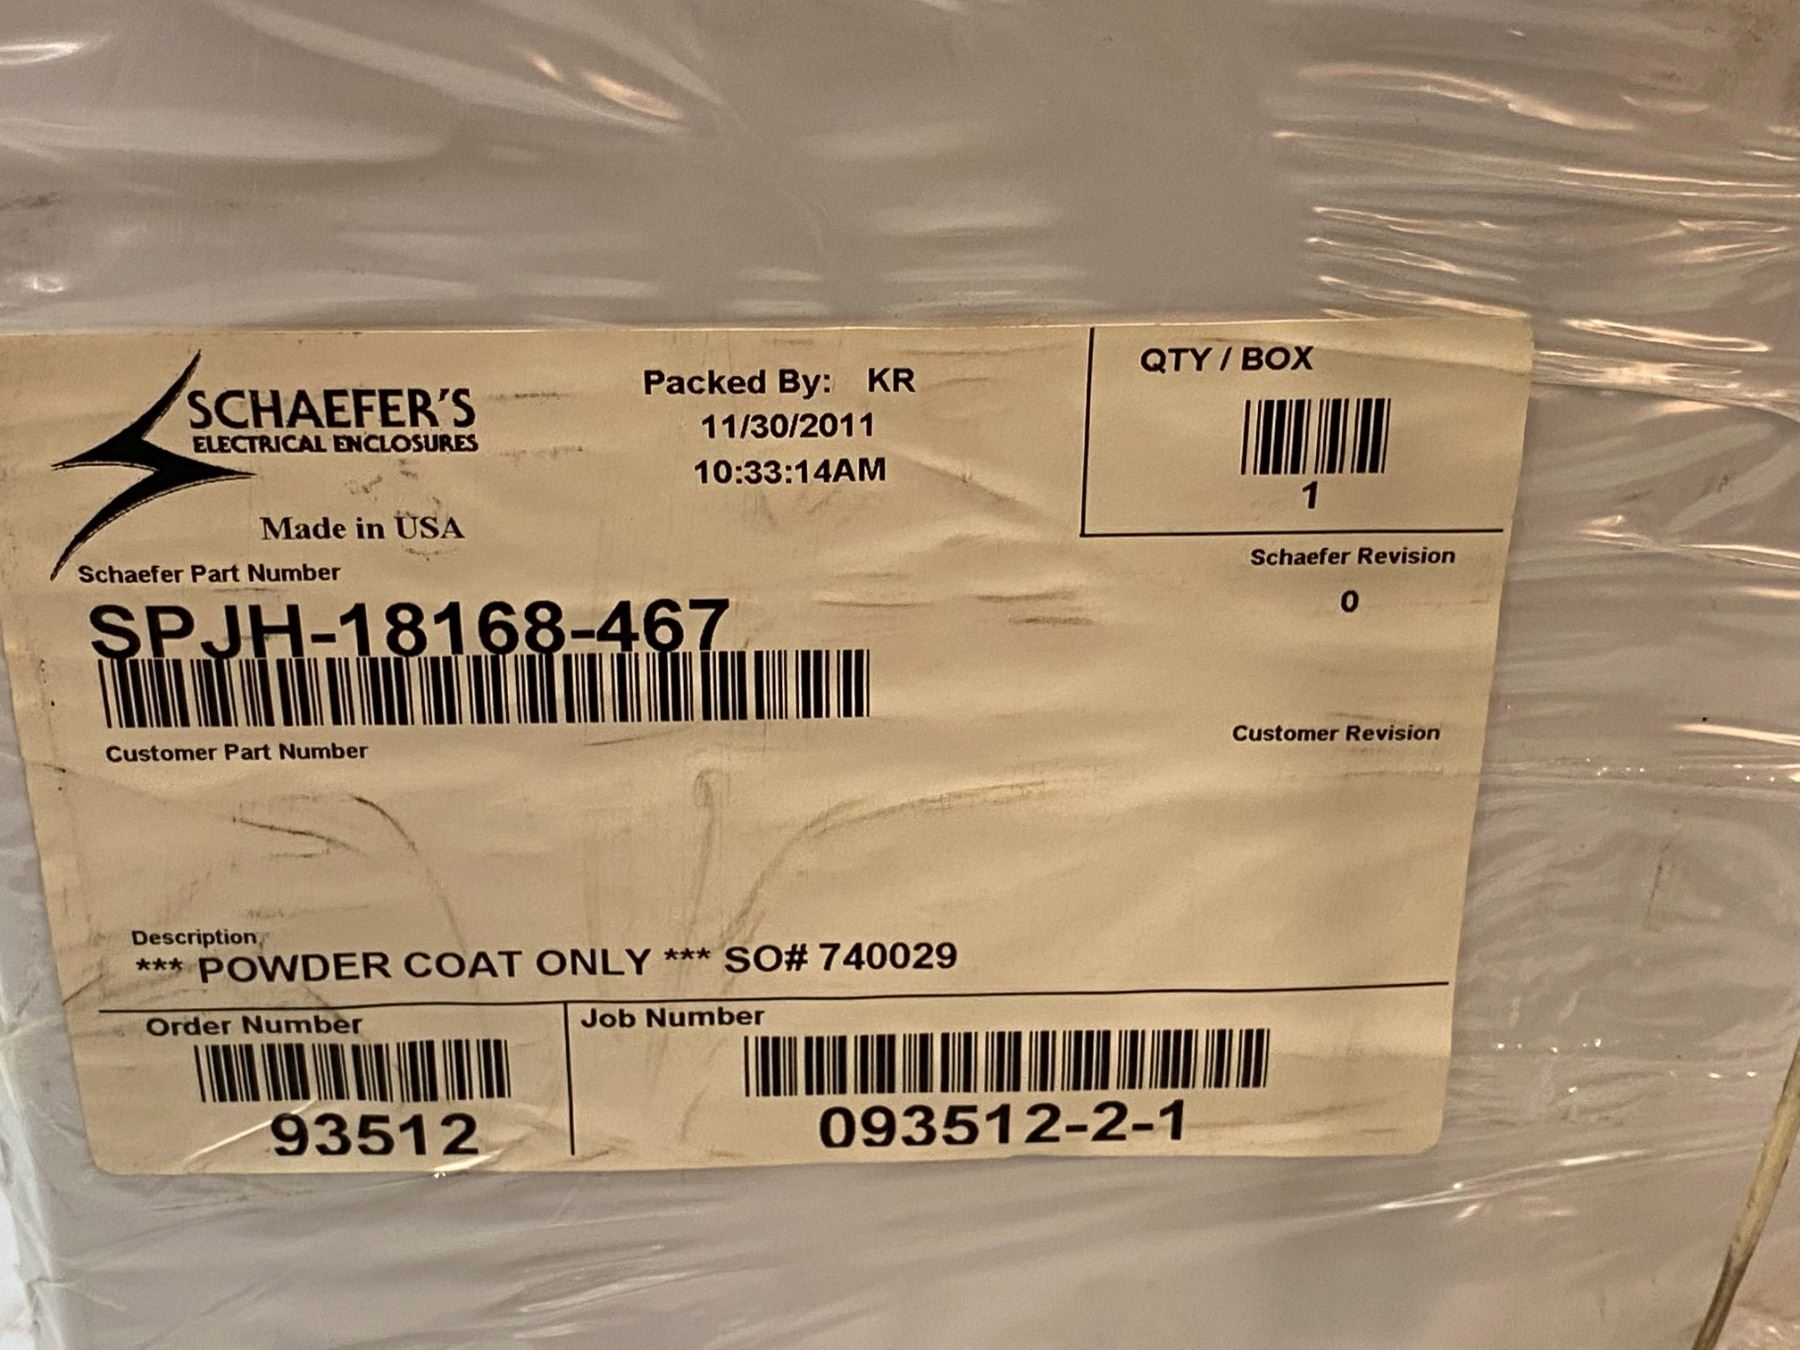 SCHAEFER'S
ELECTRICAL ENCLOSURES
Made in USA
Packed By: KR
11/30/2011
10:33:14AM
QTY / BOX
1
Schaefer Part Number
SPJH-18168-467
Schaefer Revision
0
Customer Part Number
Customer Revision
Description
*** POWDER COAT ONLY *** SO# 740029
Order Number
93512
Job Number
093512-2-1